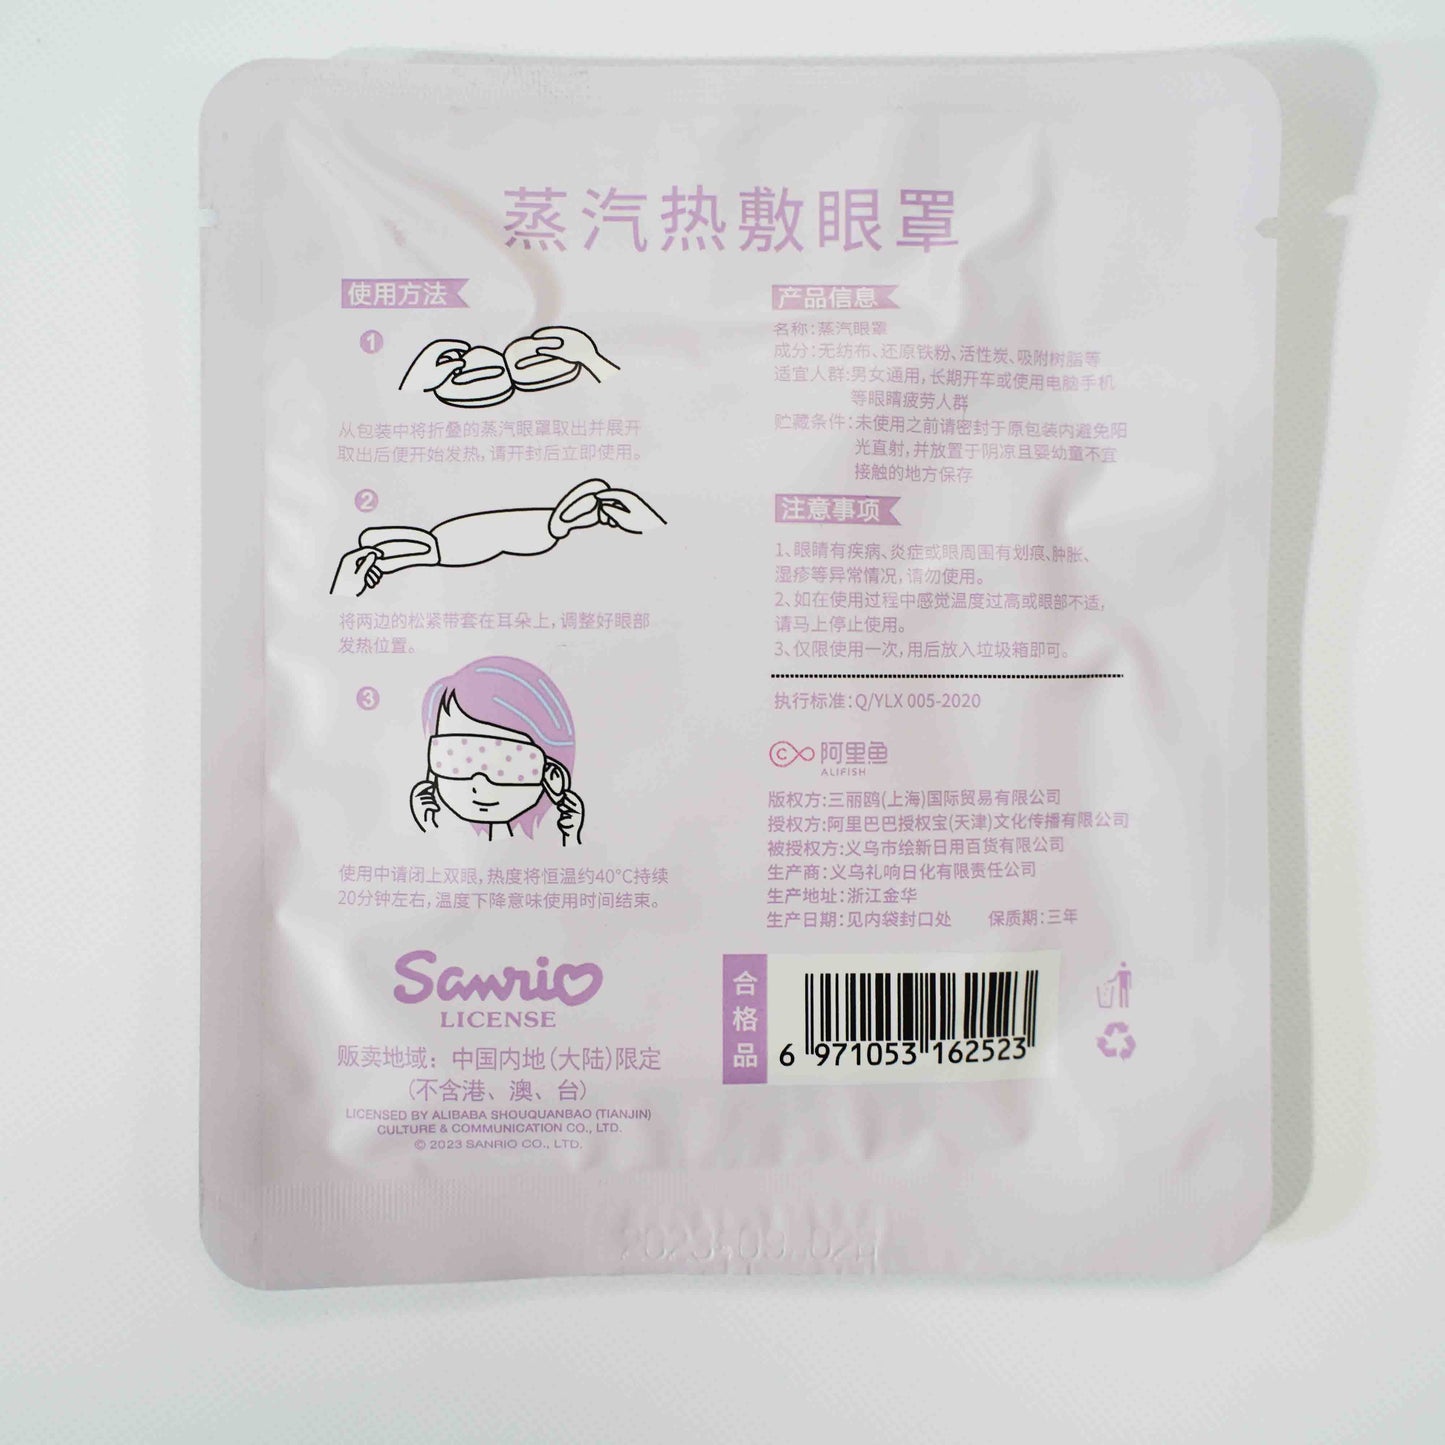 蒸汽热敷眼罩
使用方法
1
从包装中将折叠的蒸汽眼罩取出并展开
取出后便开始发热,请开封后立即使用。
2
将两边的松紧带套在耳朵上,调整好眼部
发热位置。
3
使用中请闭上双眼,热度将恒温约40°C持续
20分钟左右,温度下降意味使用时间结束。
Sanrio
LICENSE
贩卖地域：中国内地(大陆)限定
(不含港、澳、台)
LICENSED BY ALIBABA SHOUQUANBAO (TIANJIN)
CULTURE & COMMUNICATION CO., LTD.
© 2023 SANRIO CO., LTD.
产品信息
名称:蒸汽眼罩
成分:无纺布、还原铁粉、活性炭、吸附树脂等
适宜人群:男女通用,长期开车或使用电脑手机
等眼睛疲劳人群
贮藏条件:未使用之前请密封于原包装内避免阳
光直射,并放置于阴凉且婴幼童不宜
接触的地方保存
注意事项
1、眼睛有疾病、炎症或眼周围有划痕、肿胀、
湿疹等异常情况,请勿使用。
2、如在使用过程中感觉温度过高或眼部不适,
请马上停止使用。
3、仅限使用一次,用后放入垃圾箱即可。
执行标准:Q/YLX 005-2020
阿里鱼
ALIFISH
版权方:三丽鸥(上海)国际贸易有限公司
授权方:阿里巴巴授权宝(天津)文化传播有限公司
被授权方:义乌市绘新日用百货有限公司
生产商:义乌礼响日化有限责任公司
生产地址:浙江金华
生产日期:见内袋封口处 保质期:三年
合格品
6 971053 162523